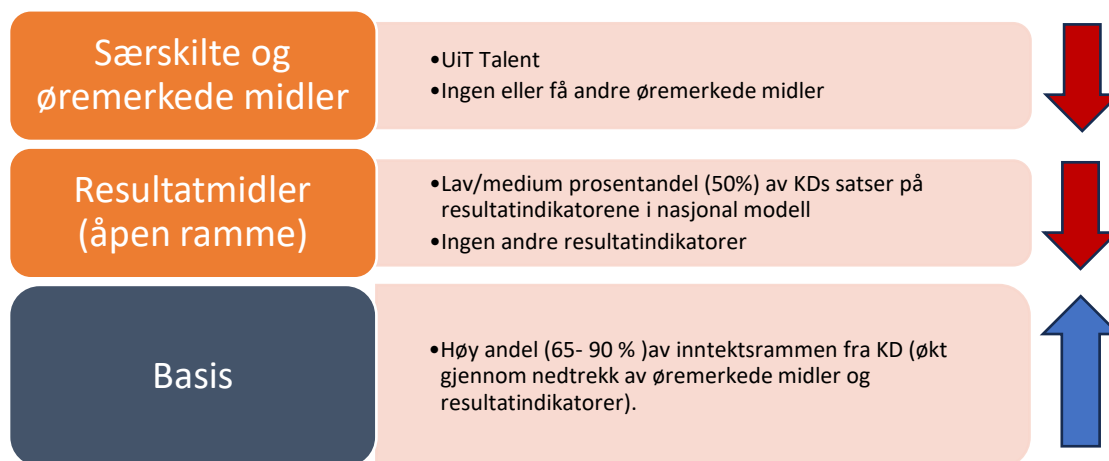 Særskilte og
øremerkede midler
•UiT Talent
•Ingen eller få andre øremerkede midler
Resultatmidler
(åpen ramme)
•Lav/medium prosentandel (50%) av KDs satser på
resultatindikatorene i nasjonal modell
•Ingen andre resultatindikatorer
Basis
•Høy andel (65- 90 % )av inntektsrammen fra KD (økt
gjennom nedtrekk av øremerkede midler og
resultatindikatorer).